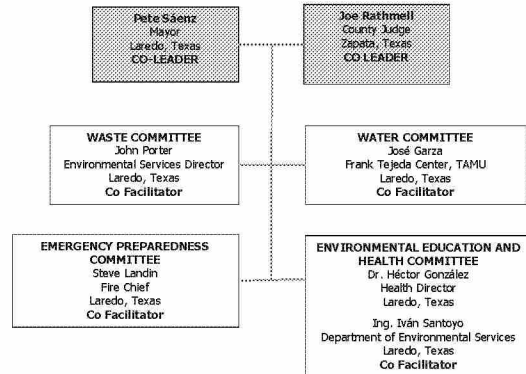 Pete Sáenz
Mayor
Laredo, Texas
CO-LEADER
Joe Rathmell
County Judge
Zapata, Texas
CO LEADER
WASTE COMMITTEE
John Porter
Environmental Services Director
Laredo, Texas
Co Facilitator
WATER COMMITTEE
José Garza
Frank Tejeda Center, TAMU
Laredo, Texas
Co Facilitator
EMERGENCY PREPAREDNESS
COMMITTEE
Steve Landin
Fire Chief
Laredo, Texas
Co Facilitator
ENVIRONMENTAL EDUCATION AND
HEALTH COMMITTEE
Dr. Héctor González
Health Director
Laredo, Texas
Ing. Iván Santoyo
Department of Environmental Services
Laredo, Texas
Co Facilitator